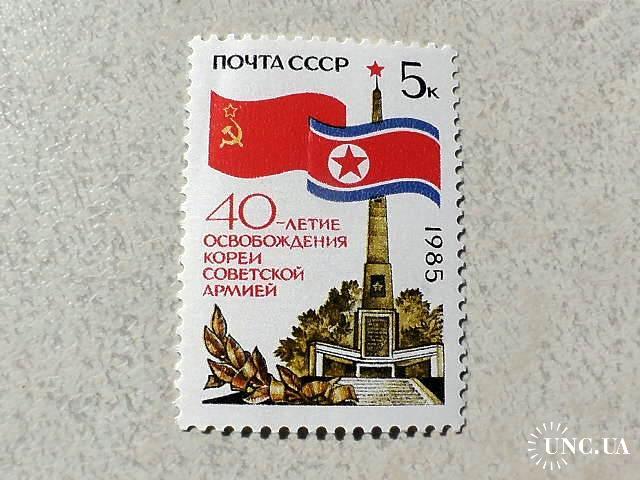 ПОЧТА СССР
5к
40-ЛЕТИЕ
ОСВОБОЖДЕНИЯ
КОРЕИ
СОВЕТСКОЙ
АРМИЕЙ
1985
UNC.UA